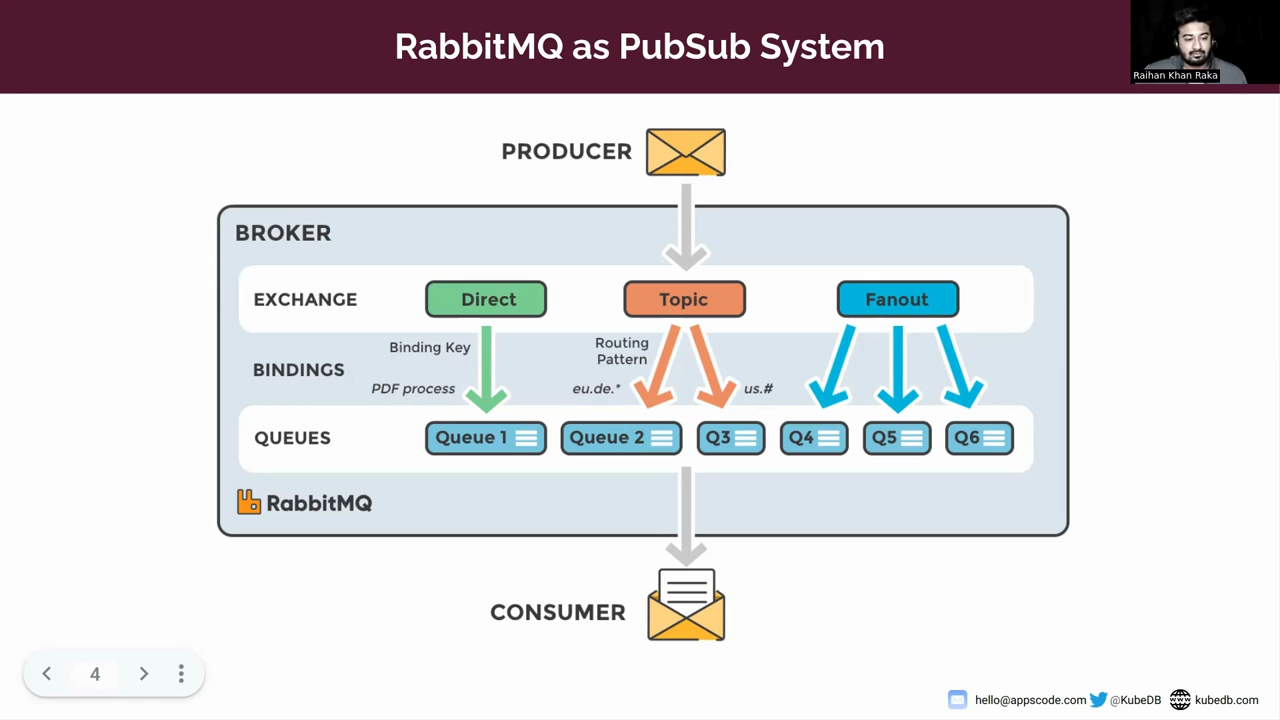 RabbitMQ as PubSub System
Raihan Khan Raka
PRODUCER
BROKER
EXCHANGE
Direct
Topic
Fanout
BINDINGS
Binding Key
PDF process
Routing
Pattern
eu.de.*
us.#
QUEUES
Queue 1
Queue 2
Q3
Q4
Q5
Q6
RabbitMQ
CONSUMER
4
hello@appscode.com
@KubeDB
kubedb.com